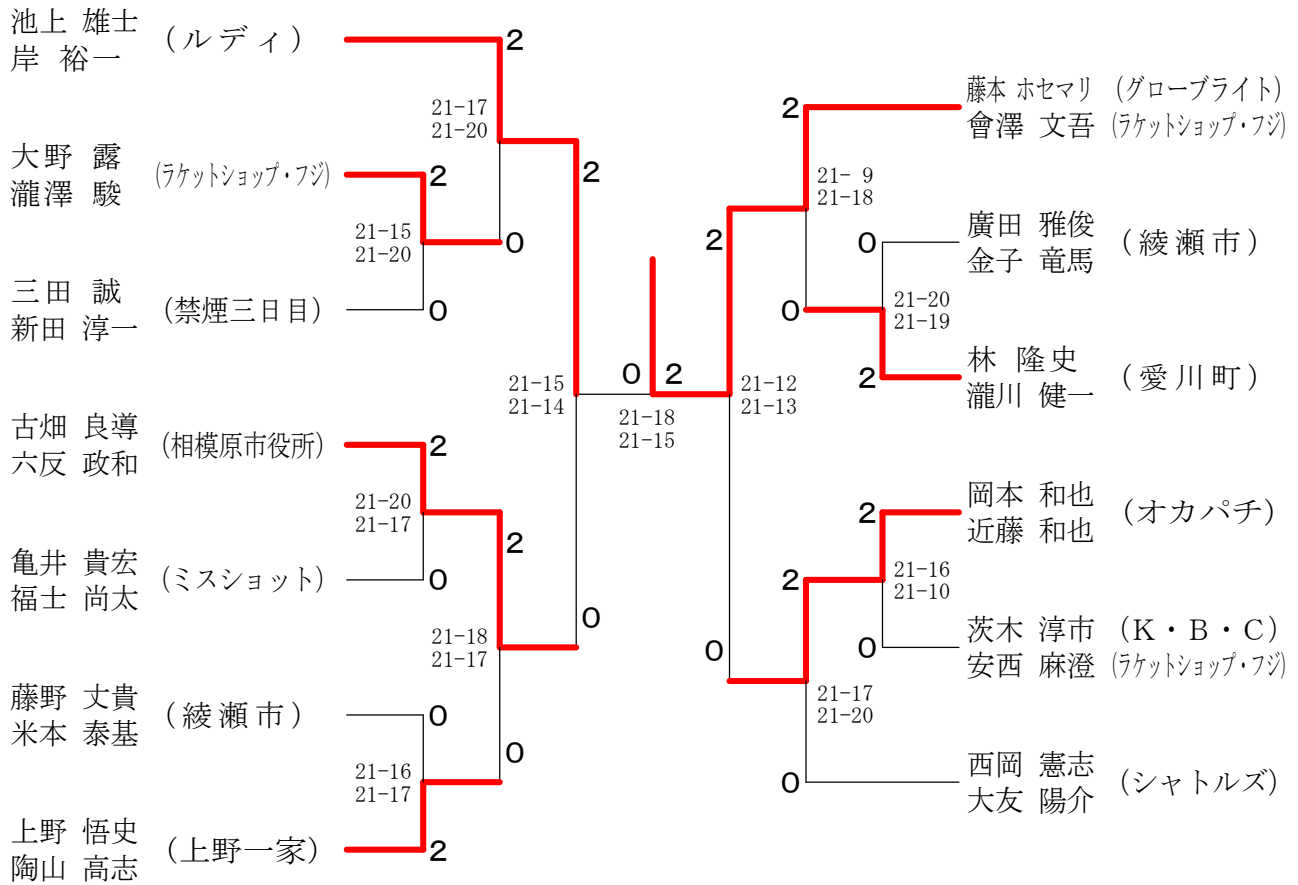 池上 雄士
岸 裕一
(ルディ)
2
21-17
21-20
大野 露
瀧澤 駿
(ラケットショップ・フジ)
2
2
21-15
21-20
0
三田 誠
新田 淳一
(禁煙三日目)
0
21-15
21-14
古畑 良導
六反 政和
(相模原市役所)
2
21-20
21-17
2
亀井 貴宏
福士 尚太
(ミスショット)
0
21-18
21-17
0
藤野 丈貴
米本 泰基
(綾瀬市)
0
21-16
21-17
0
上野 悟史
陶山 高志
(上野一家)
2
0 2
21-18
21-15
藤本 ホセマリ (グローブライト)
會澤 文吾 (ラケットショップ・フジ)
2
21- 9
21-18
2
廣田 雅俊
金子 竜馬
(綾瀬市)
0
0
21-20
21-19
林 隆史
瀧川 健一
(愛川町)
2
21-12
21-13
岡本 和也
近藤 和也
(オカパチ)
2
21-16
21-10
2
茨木 淳市 (K・B・C)
安西 麻澄 (ラケットショップ・フジ)
0
0
21-17
21-20
西岡 憲志
大友 陽介
(シャトルズ)
0